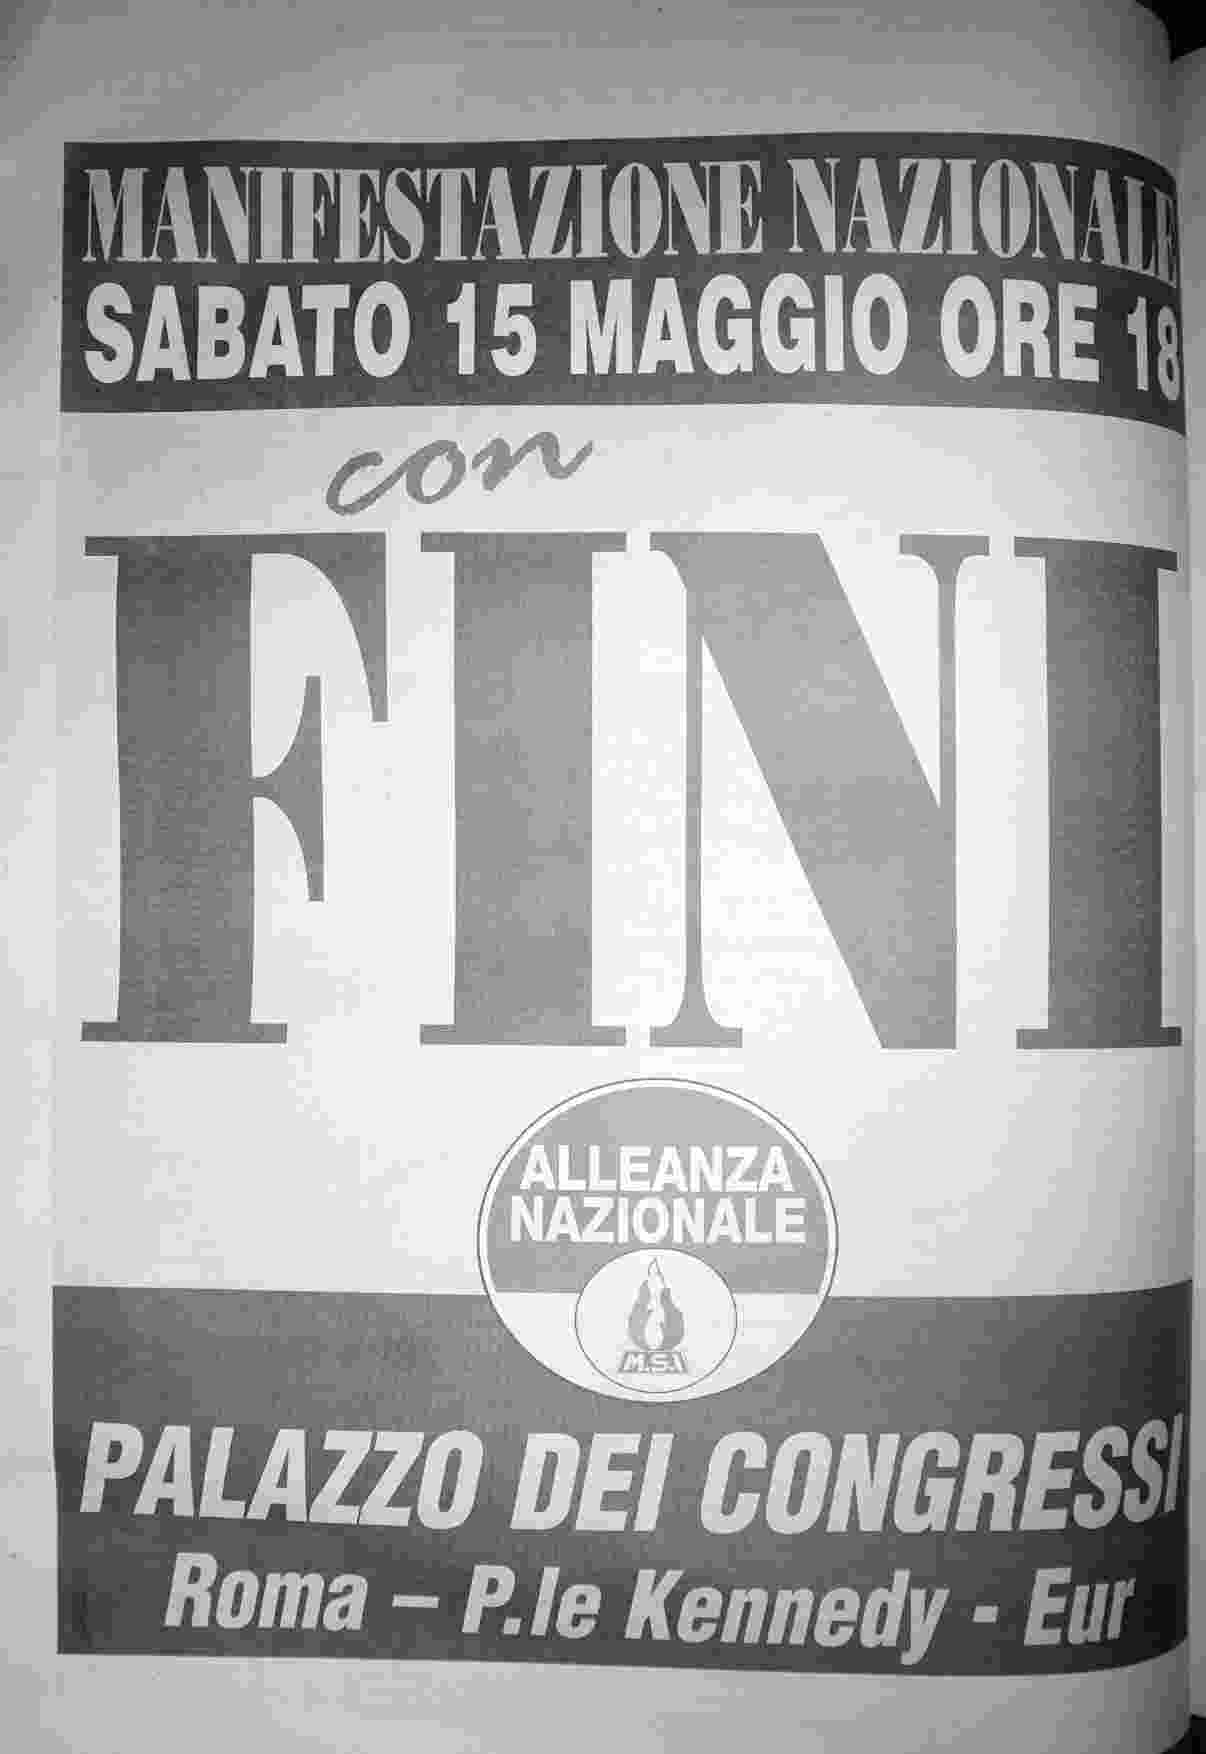 MANIFESTAZIONE NAZIONALE
SABATO 15 MAGGIO ORE 18
con
FINI
ALLEANZA
NAZIONALE
M.S.I
PALAZZO DEI CONGRESSI
Roma – P.le Kennedy - Eur